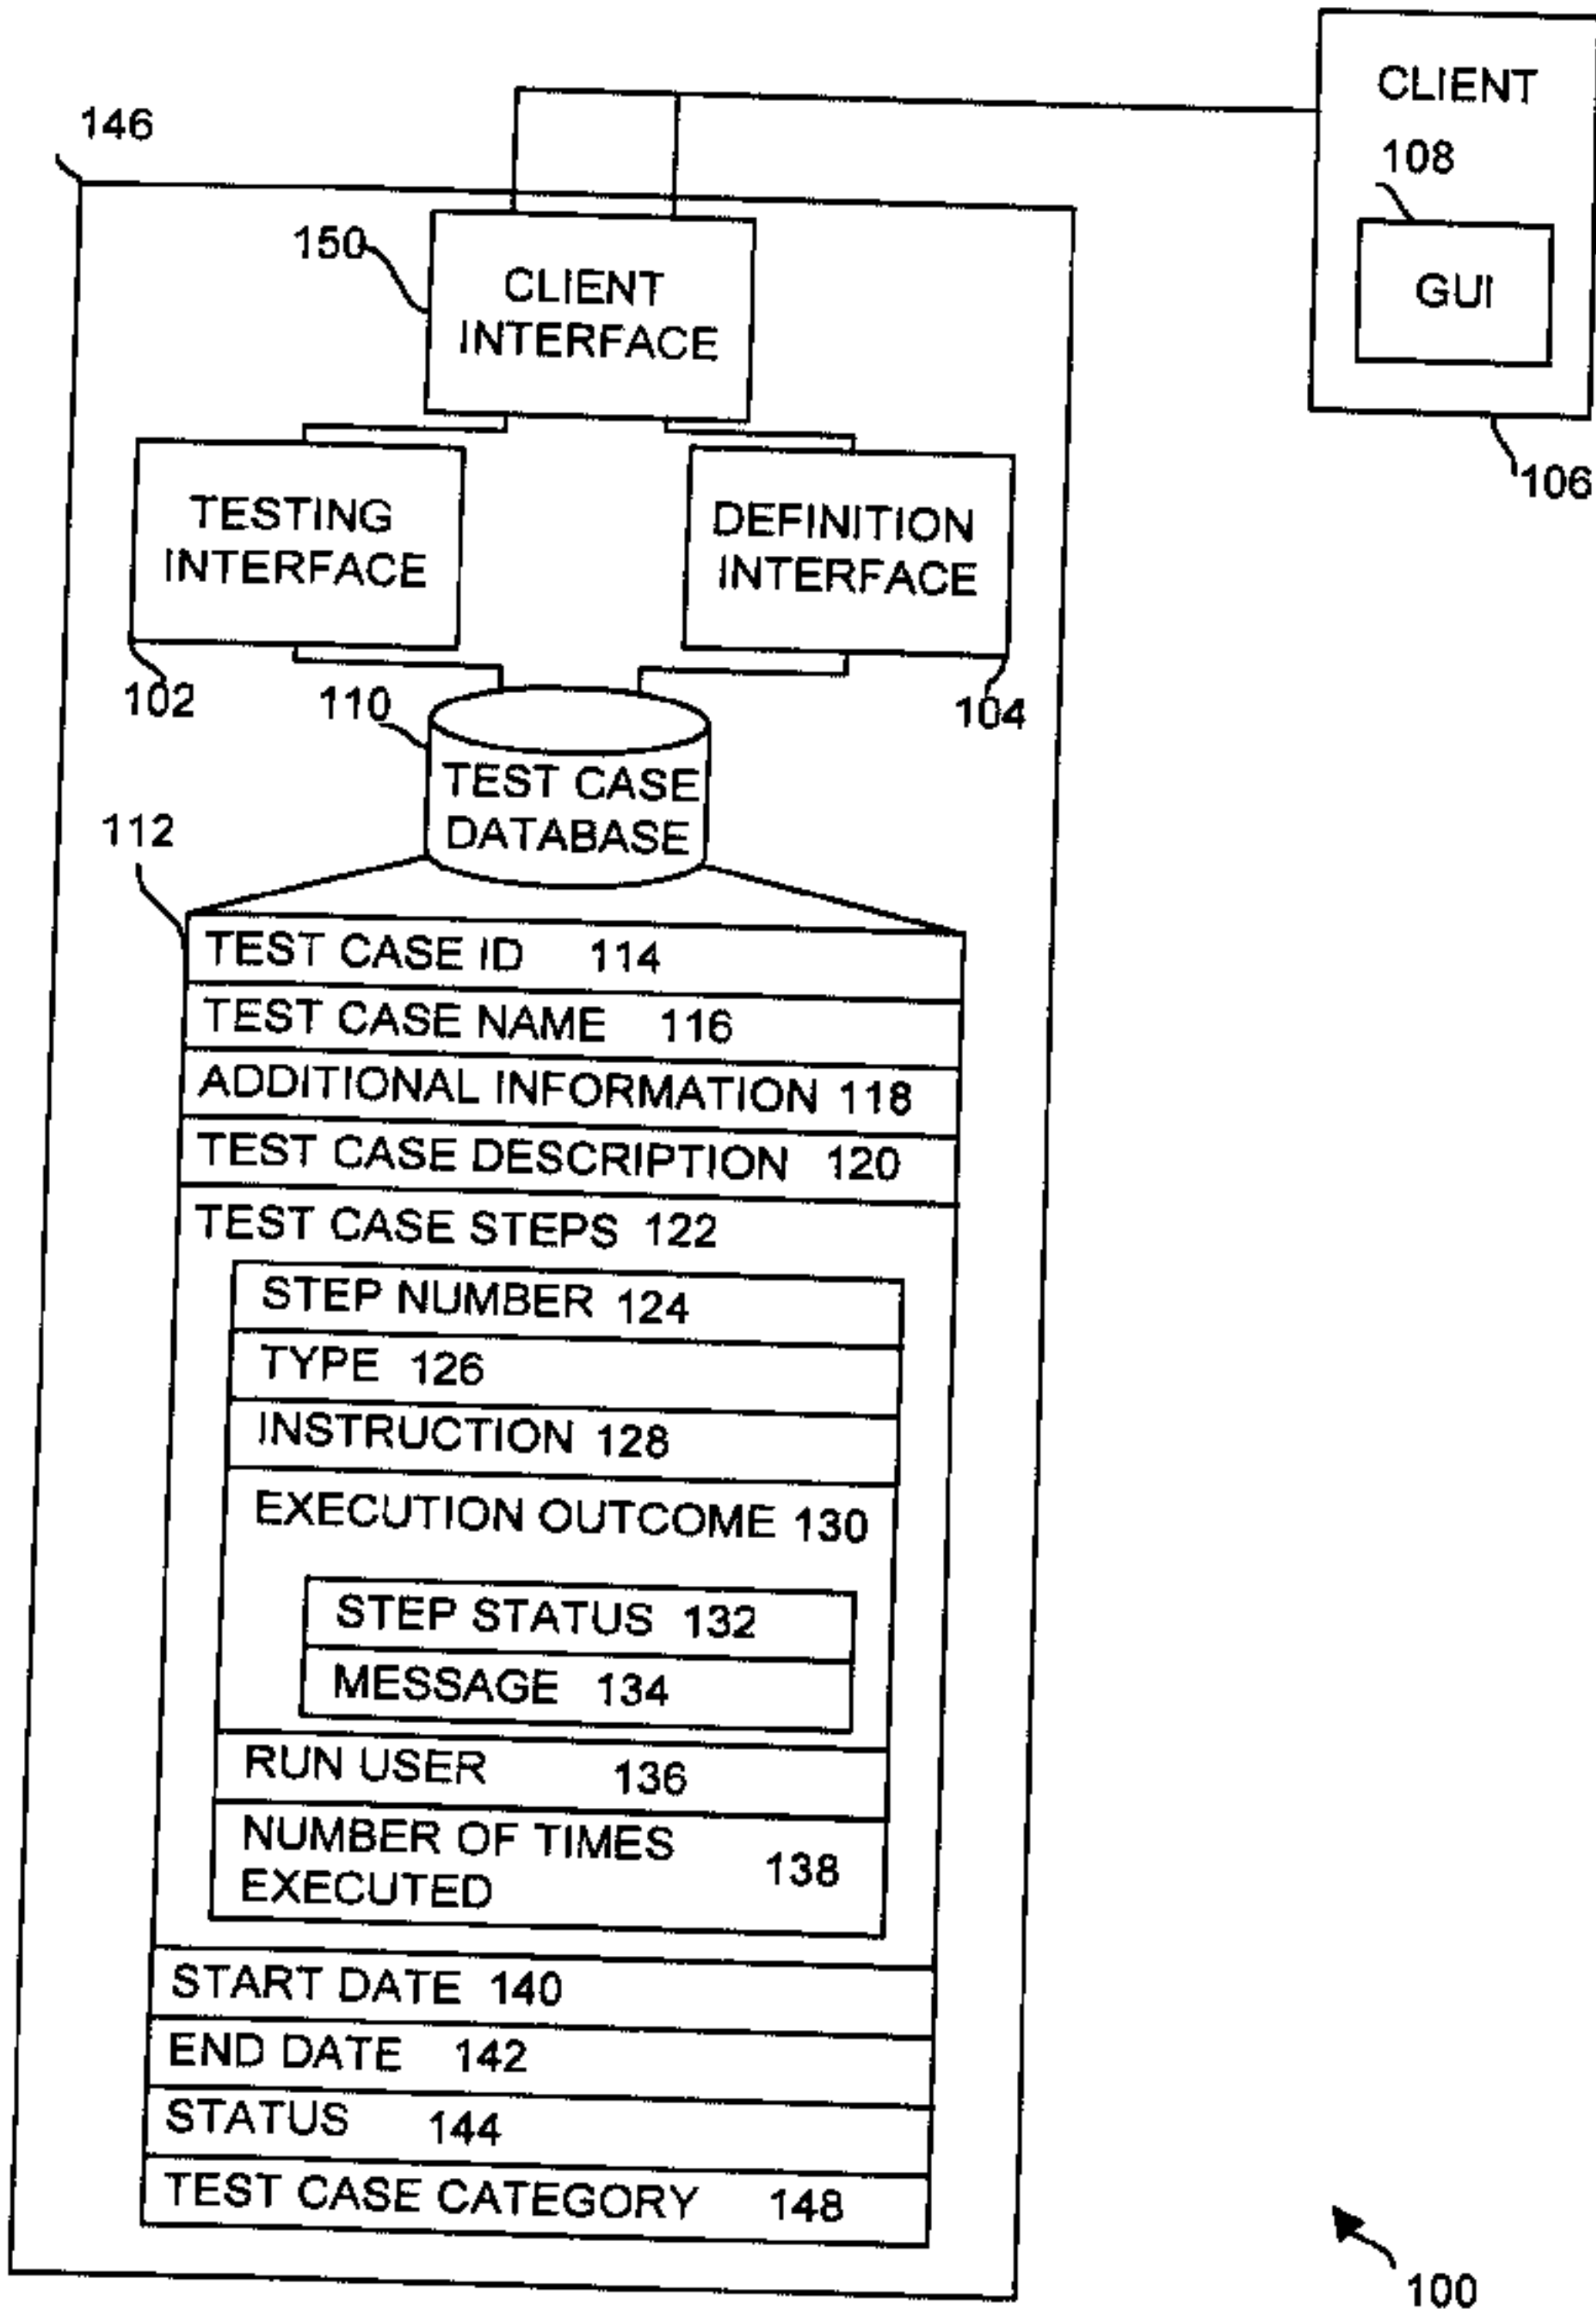 CLIENT
108
GUI
106
146
150
CLIENT
INTERFACE
TESTING
INTERFACE
DEFINITION
INTERFACE
102
104
110
TEST CASE
DATABASE
112
TEST CASE ID 114
TEST CASE NAME 116
ADDITIONAL INFORMATION 118
TEST CASE DESCRIPTION 120
TEST CASE STEPS 122
STEP NUMBER 124
TYPE 126
INSTRUCTION 128
EXECUTION OUTCOME 130
STEP STATUS 132
MESSAGE 134
RUN USER 136
NUMBER OF TIMES
EXECUTED 138
START DATE 140
END DATE 142
STATUS 144
TEST CASE CATEGORY 148
100